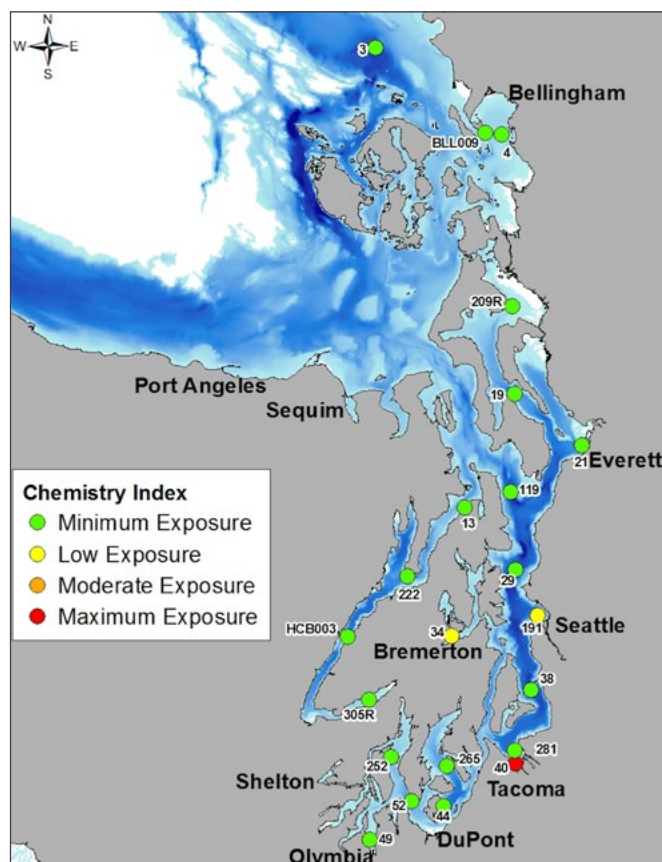 N
W E
S
3
Bellingham
BLL009
4
209R
Port Angeles
19
Sequim
21
Everett
Chemistry Index
Minimum Exposure
Low Exposure
Moderate Exposure
Maximum Exposure
119
13
29
222
HCB003
34
191
Seattle
Bremerton
38
305R
281
252
265
40
Shelton
Tacoma
52
44
DuPont
49
Olympia